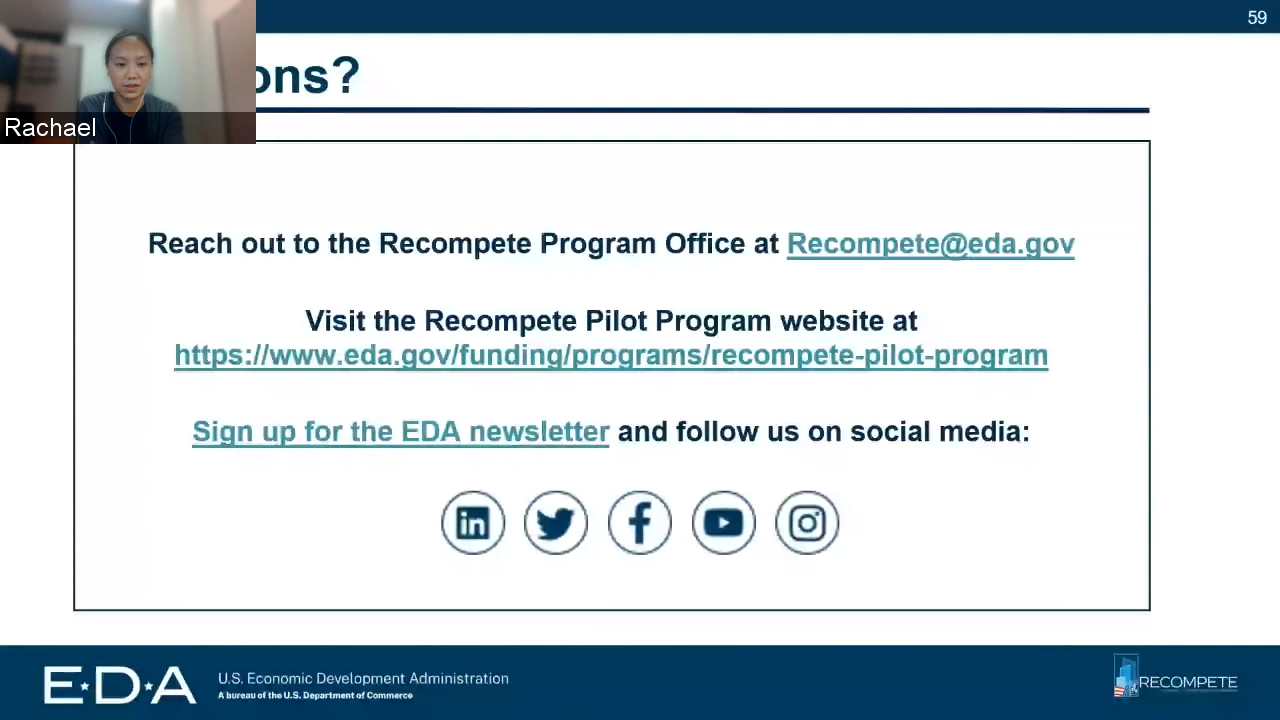 59
ons?
Rachael
Reach out to the Recompete Program Office at Recompete@eda.gov
Visit the Recompete Pilot Program website at
https://www.eda.gov/funding/programs/recompete-pilot-program
Sign up for the EDA newsletter and follow us on social media:
in
E·D·A
U.S. Economic Development Administration
A bureau of the U.S. Department of Commerce
RECOMPETE